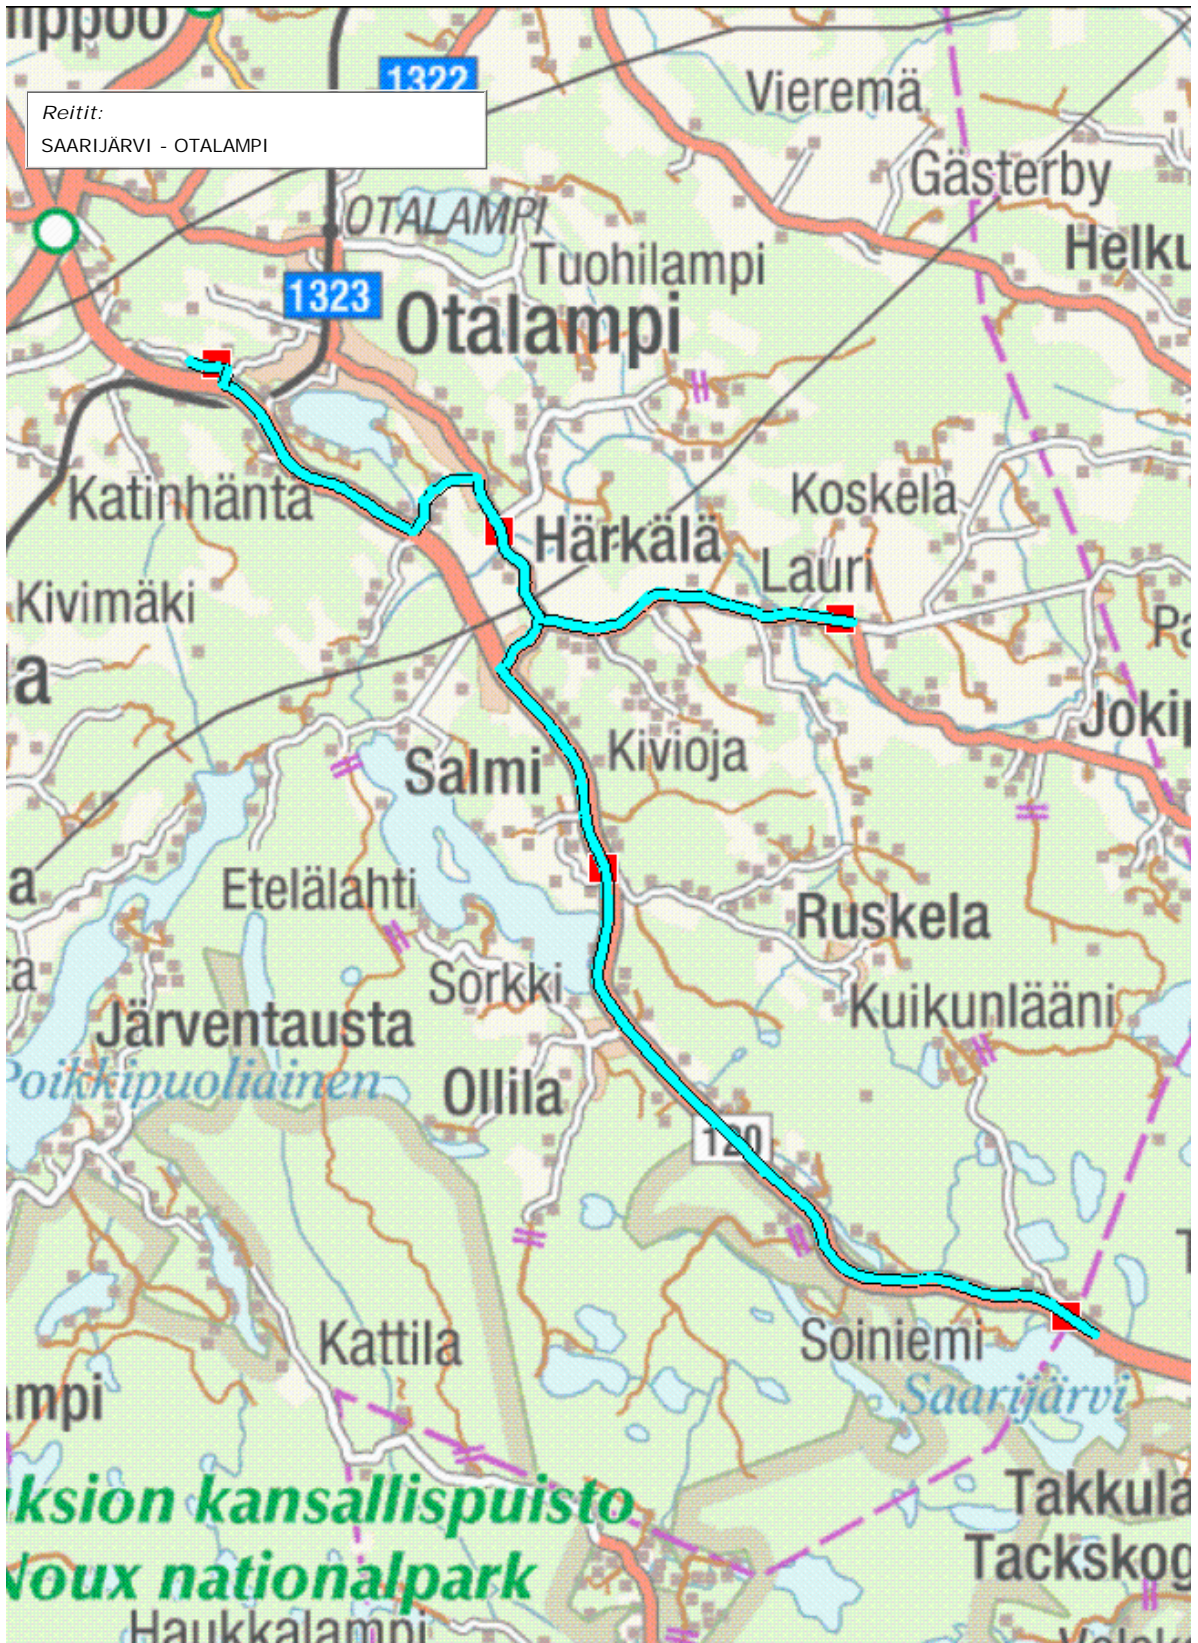 1322
Vieremä
Reitit:
SAARIJÄRVI - OTALAMPI
Gästerby
OTALAMPI
Tuohilampi
1323
Otalampi
Katinhänta
Koskela
Härkälä
Lauri
Kivimäki
Salmi
Kivioja
Etelälahti
Ruskela
Sorkki
Kuikunlääni
Järventausta
Poikkipuoliainen
Ollila
120
Soiniemi
Kattila
Saarijärvi
ksion kansallispuisto
Takkula
Noux nationalpark
Tackskog
Haukkalampi